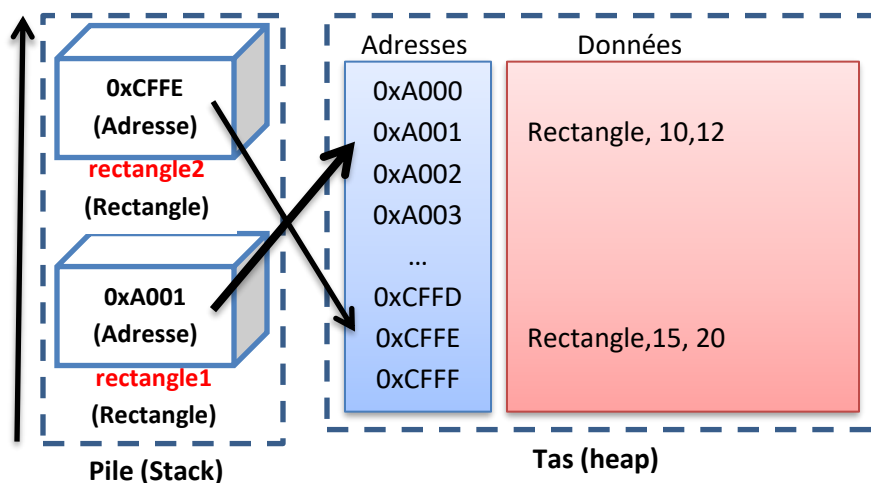 0xCFFE
(Adresse)
rectangle2
(Rectangle)
0xA001
(Adresse)
rectangle1
(Rectangle)
Pile (Stack)
Adresses
Données
0xA000
0xA001
Rectangle, 10,12
0xA002
0xA003
...
0xCFFD
0xCFFE
Rectangle,15, 20
0xCFFF
Tas (heap)